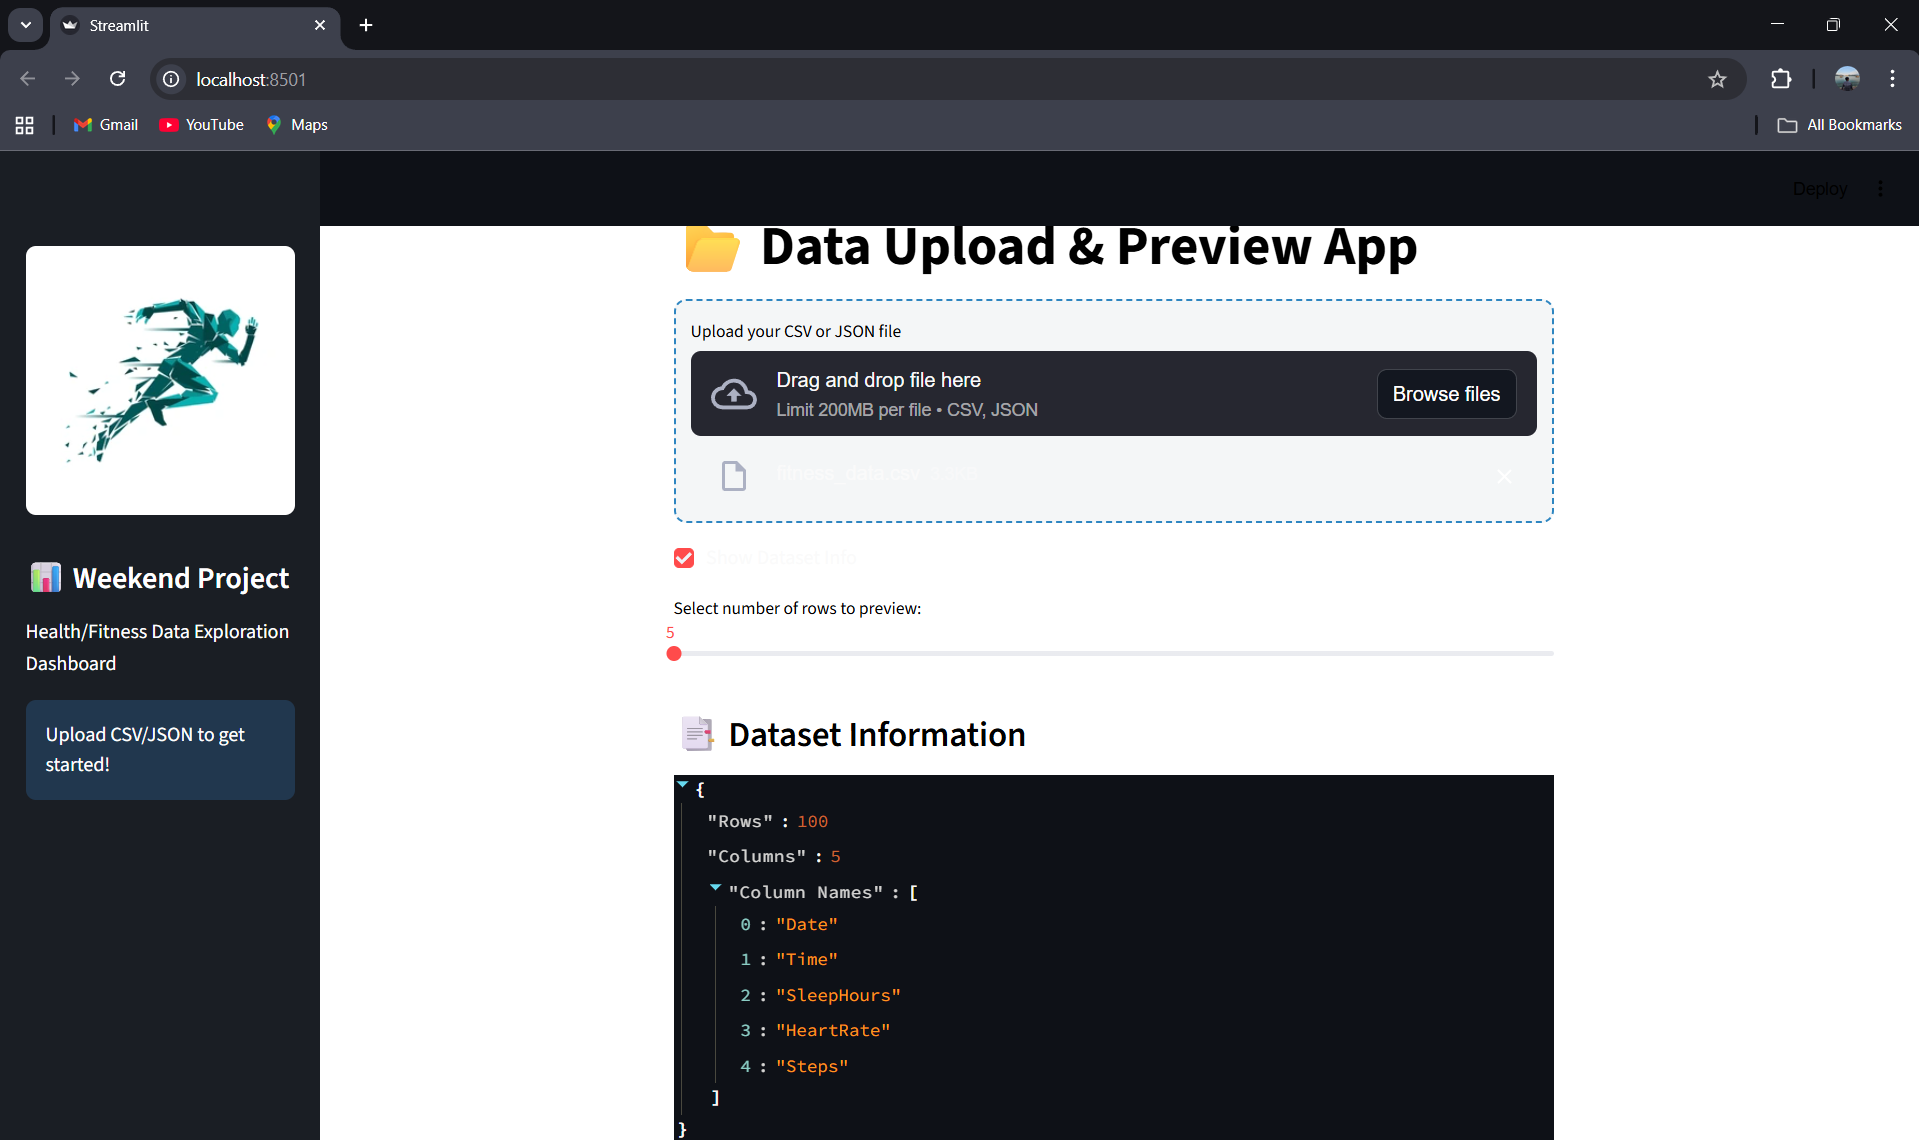 Streamlit
localhost:8501
Gmail
YouTube
Maps
All Bookmarks
Deploy
Weekend Project
Health/Fitness Data Exploration
Dashboard
Upload CSV/JSON to get
started!
Data Upload & Preview App
Upload your CSV or JSON file
Drag and drop file here
Limit 200MB per file • CSV, JSON
Browse files
fitness_data.csv
Show Dataset Info
Select number of rows to preview:
5
Dataset Information
{
"Rows" : 100
"Columns" : 5
"Column Names" : [
0 : "Date"
1 : "Time"
2 : "SleepHours"
3 : "HeartRate"
4 : "Steps"
]
}